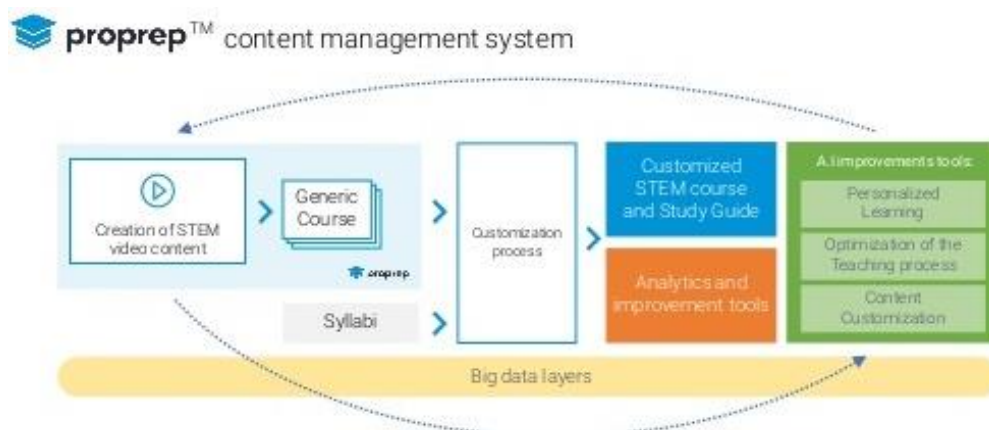 proprep™ content management system
Creation of STEM
video content
Generic
Course
proprep
Syllabi
Customization
process
Customized
STEM course
and Study Guide
Analytics and
improvement tools
A.I improvements tools:
Personalized
Learning
Optimization of the
Teaching process
Content
Customization
Big data layers